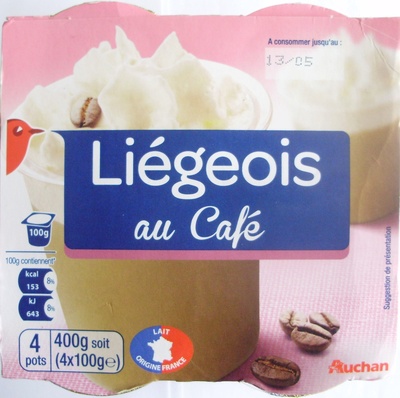 A consommer jusqu'au :
13/05
Liégeois
au Café
100g
100g contiennent
kcal
153
8%
kJ
643
8%
4
pots
400g soit
(4x100g℮)
LAIT
ORIGINE FRANCE
Suggestion de présentation
Auchan